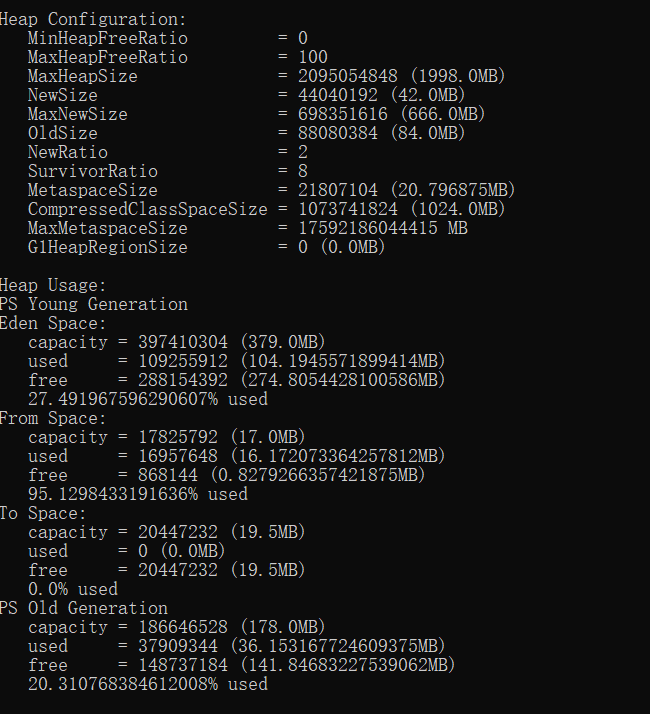 Heap Configuration:
   MinHeapFreeRatio         = 0
   MaxHeapFreeRatio         = 100
   MaxHeapSize              = 2095054848 (1998.0MB)
   NewSize                  = 44040192 (42.0MB)
   MaxNewSize               = 698351616 (666.0MB)
   OldSize                  = 88080384 (84.0MB)
   NewRatio                 = 2
   SurvivorRatio            = 8
   MetaspaceSize            = 21807104 (20.796875MB)
   CompressedClassSpaceSize = 1073741824 (1024.0MB)
   MaxMetaspaceSize         = 17592186044415 MB
   G1HeapRegionSize         = 0 (0.0MB)

Heap Usage:
PS Young Generation
Eden Space:
   capacity = 397410304 (379.0MB)
   used     = 109255912 (104.1945571899414MB)
   free     = 288154392 (274.8054428100586MB)
   27.491967596290607% used
From Space:
   capacity = 17825792 (17.0MB)
   used     = 16957648 (16.172073364257812MB)
   free     = 868144 (0.8279266357421875MB)
   95.1298433191636% used
To Space:
   capacity = 20447232 (19.5MB)
   used     = 0 (0.0MB)
   free     = 20447232 (19.5MB)
   0.0% used
PS Old Generation
   capacity = 186646528 (178.0MB)
   used     = 37909344 (36.153167724609375MB)
   free     = 148737184 (141.84683227539062MB)
   20.310768384612008% used